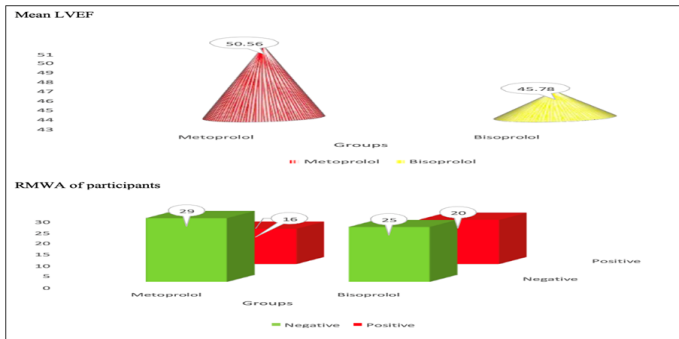 Mean LVEF
50.56
51
50
49
48
47
46
45
44
43
45.78
Metoprolol
Bisoprolol
Groups
Metoprolol Bisoprolol
RMWA of participants
29
16
25
20
30
25
20
15
10
5
0
Positive
Negative
Metoprolol
Bisoprolol
Groups
Negative Positive